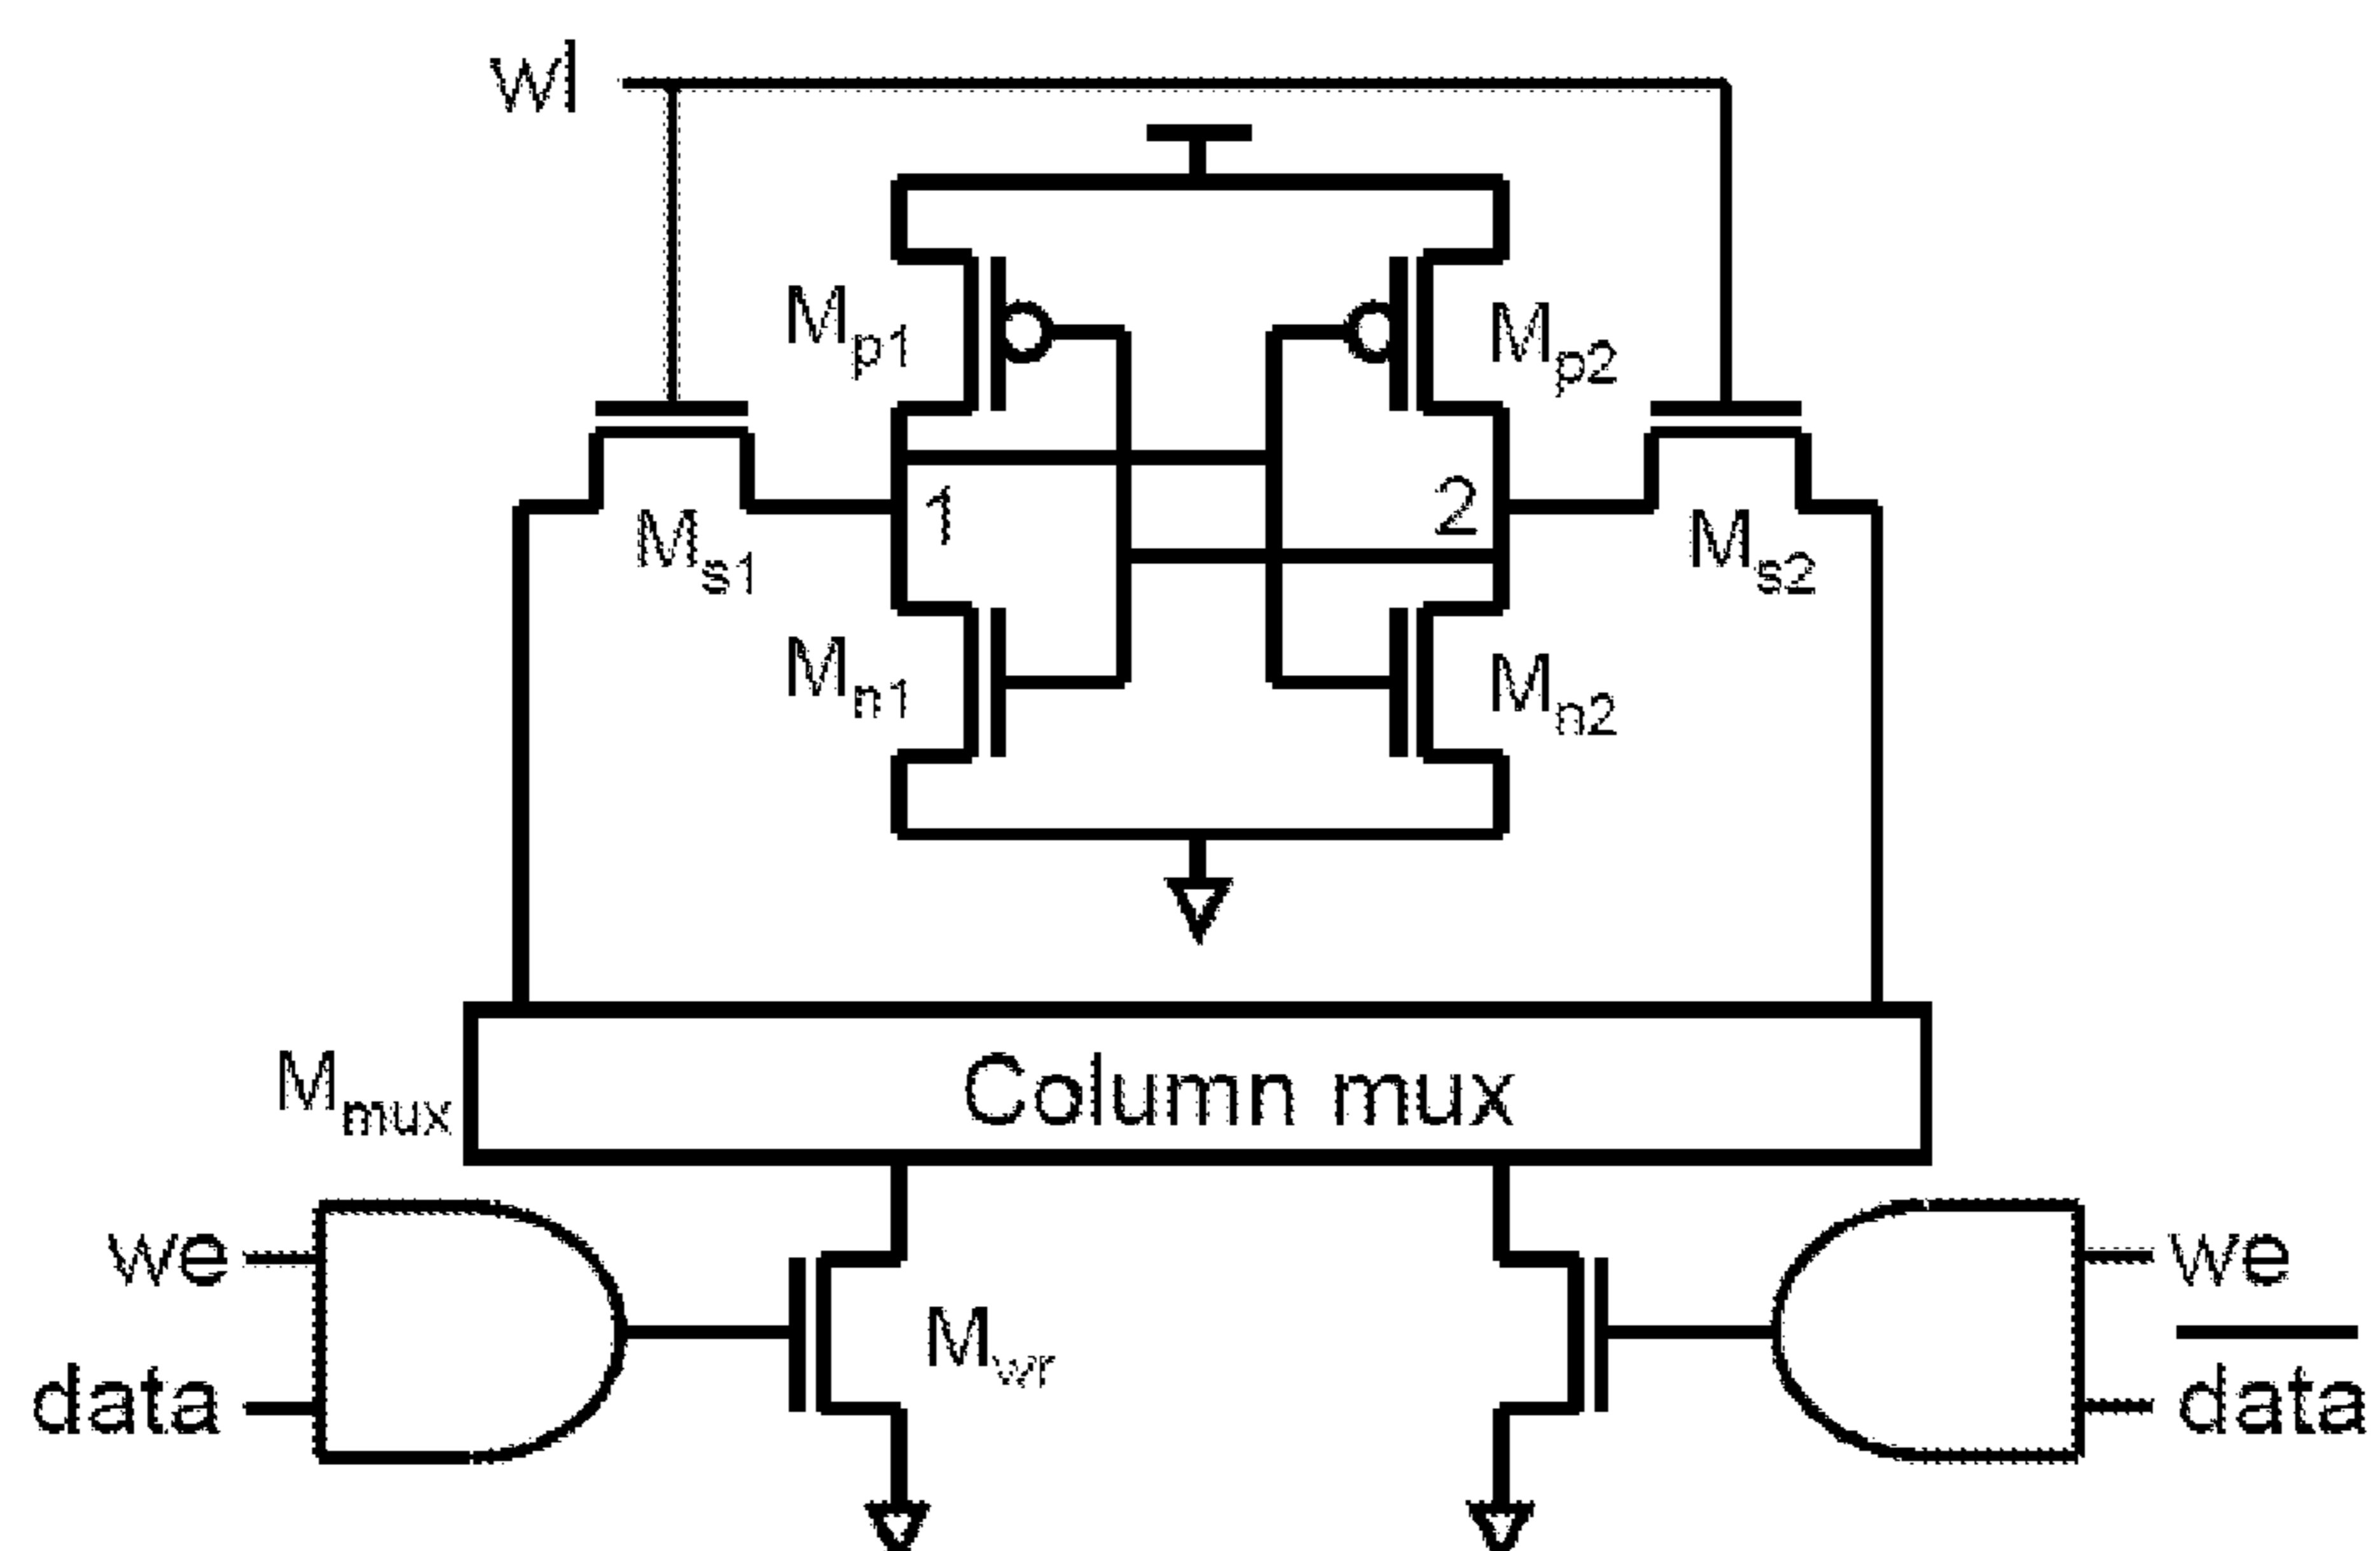 wl
Mp1
Mp2
1
2
Ms1
Ms2
Mn1
Mn2
Mmux
Column mux
we
we
Mwr
data
data